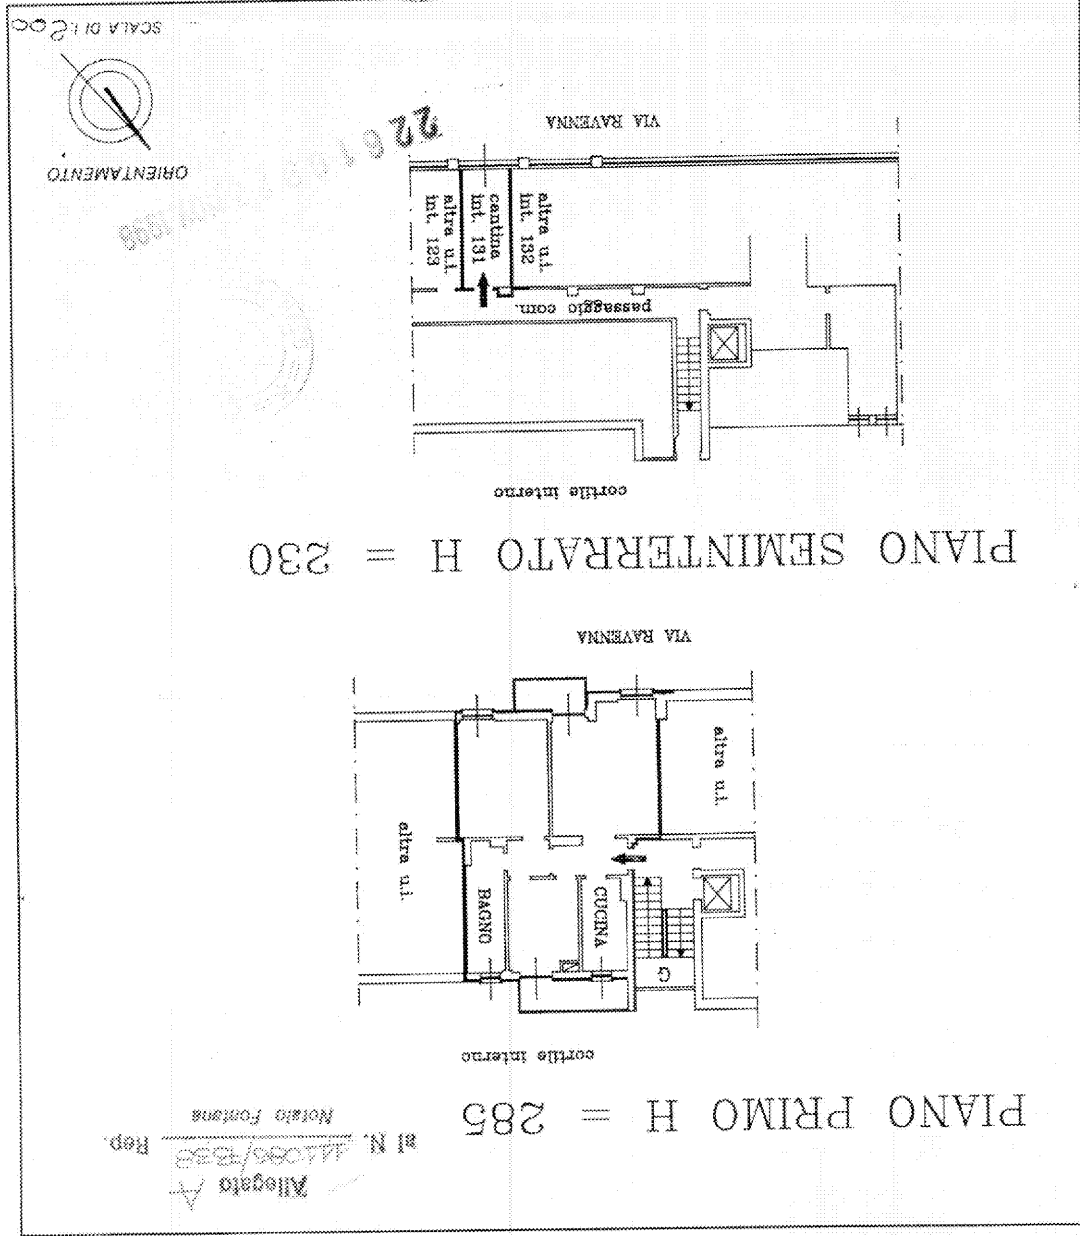 Allegato A
al N. Rep.
Notaio Fontana
PIANO PRIMO H = 285
cortile interno
G
CUCINA
BAGNO
altra u.i.
altra u.i.
VIA RAVENNA
PIANO SEMINTERRATO H = 230
cortile interno
passaggio com.
altra u.i.
int. 132
cantina
int. 131
altra u.i.
int. 123
VIA RAVENNA
ORIENTAMENTO
SCALA DI 1: 200